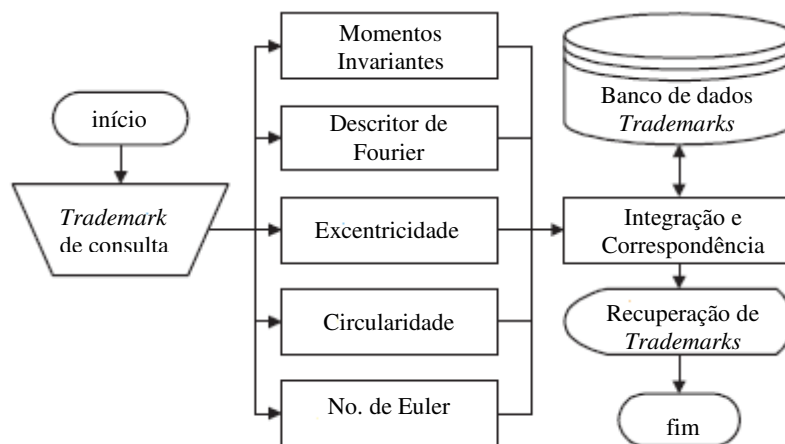 início
Trademark
de consulta
Momentos
Invariantes
Descritor de
Fourier
Excentricidade
Circularidade
No. de Euler
Banco de dados
Trademarks
Integração e
Correspondência
Recuperação de
Trademarks
fim